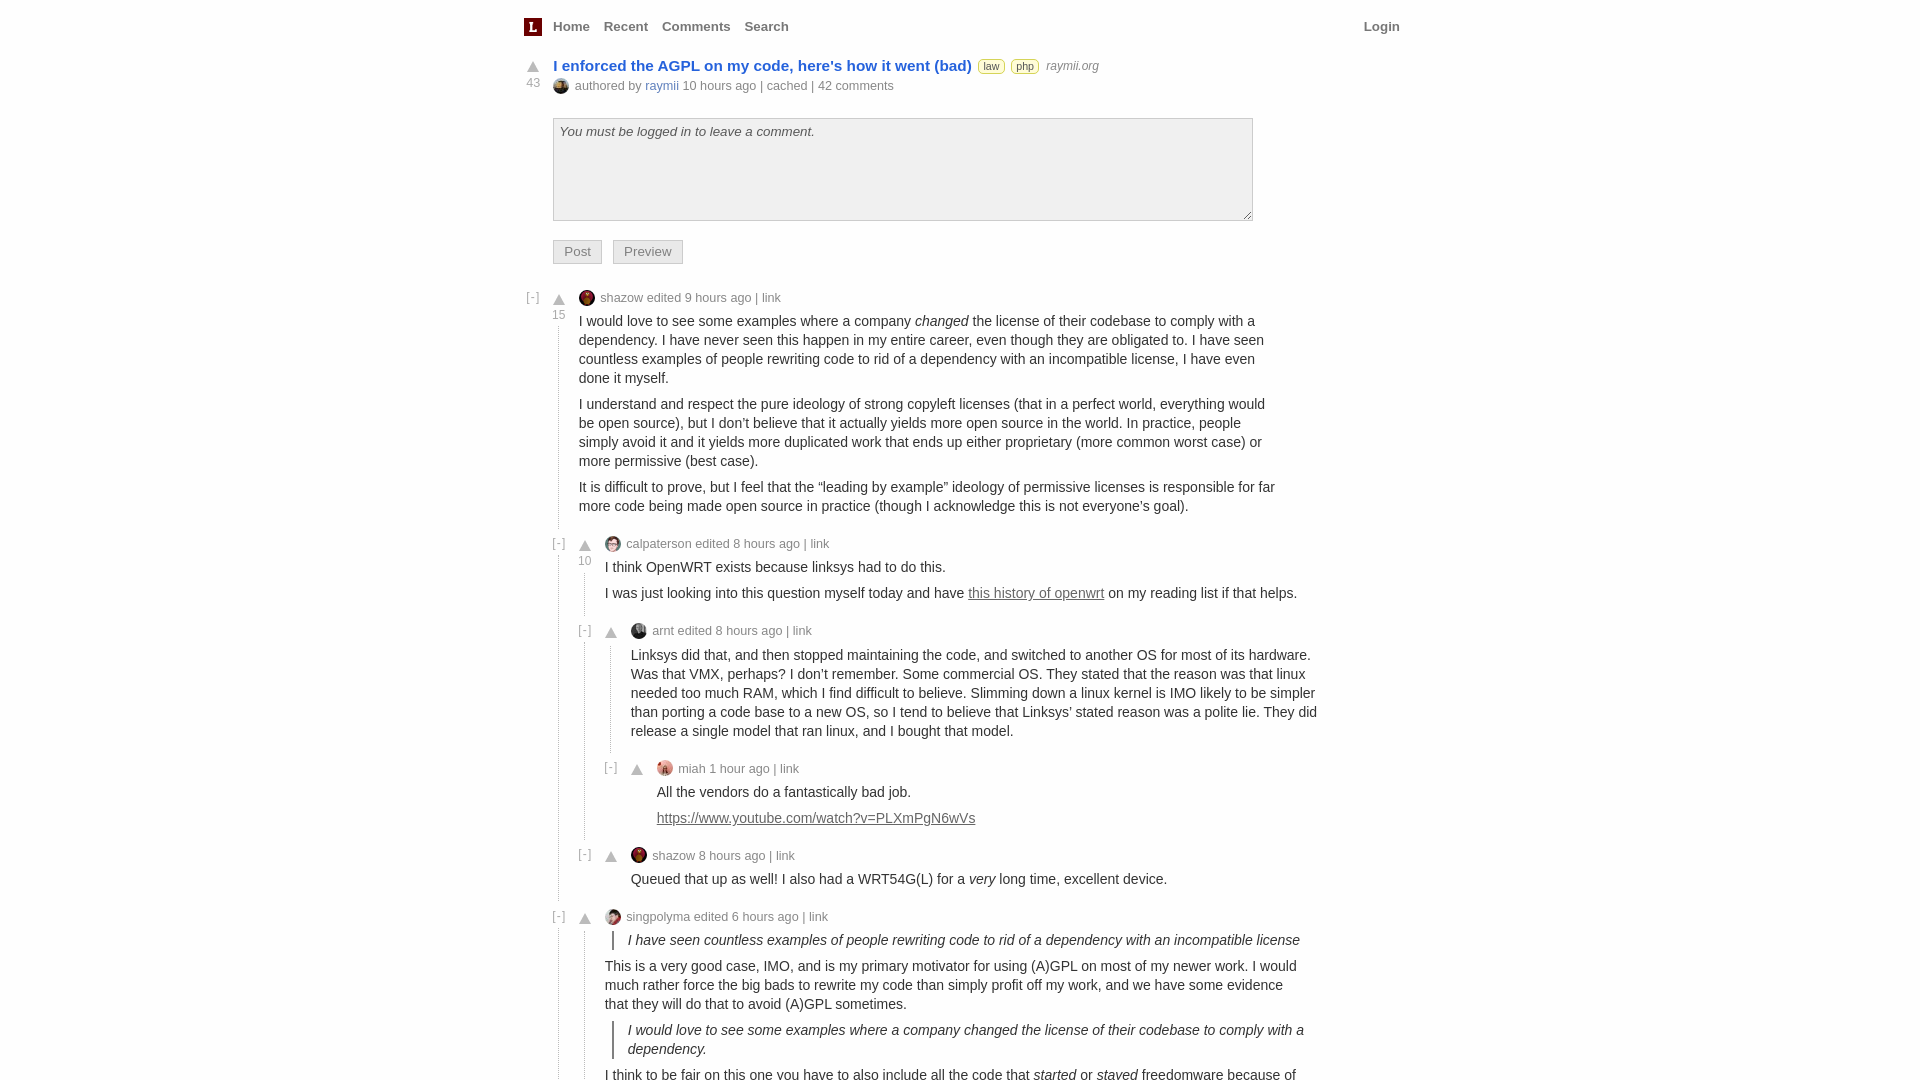 L Home Recent Comments Search Login
I enforced the AGPL on my code, here's how it went (bad) law php raymii.org
43
authored by raymii 10 hours ago | cached | 42 comments
You must be logged in to leave a comment.
Post Preview
[-] shazow edited 9 hours ago | link
15
I would love to see some examples where a company changed the license of their codebase to comply with a
dependency. I have never seen this happen in my entire career, even though they are obligated to. I have seen
countless examples of people rewriting code to rid of a dependency with an incompatible license, I have even
done it myself.
I understand and respect the pure ideology of strong copyleft licenses (that in a perfect world, everything would
be open source), but I don’t believe that it actually yields more open source in the world. In practice, people
simply avoid it and it yields more duplicated work that ends up either proprietary (more common worst case) or
more permissive (best case).
It is difficult to prove, but I feel that the “leading by example” ideology of permissive licenses is responsible for far
more code being made open source in practice (though I acknowledge this is not everyone’s goal).
[-] calpaterson edited 8 hours ago | link
10
I think OpenWRT exists because linksys had to do this.
I was just looking into this question myself today and have this history of openwrt on my reading list if that helps.
[-] arnt edited 8 hours ago | link
Linksys did that, and then stopped maintaining the code, and switched to another OS for most of its hardware.
Was that VMX, perhaps? I don’t remember. Some commercial OS. They stated that the reason was that linux
needed too much RAM, which I find difficult to believe. Slimming down a linux kernel is IMO likely to be simpler
than porting a code base to a new OS, so I tend to believe that Linksys’ stated reason was a polite lie. They did
release a single model that ran linux, and I bought that model.
[-] miah 1 hour ago | link
All the vendors do a fantastically bad job.
https://www.youtube.com/watch?v=PLXmPgN6wVs
[-] shazow 8 hours ago | link
Queued that up as well! I also had a WRT54G(L) for a very long time, excellent device.
[-] singpolyma edited 6 hours ago | link
I have seen countless examples of people rewriting code to rid of a dependency with an incompatible license
This is a very good case, IMO, and is my primary motivator for using (A)GPL on most of my newer work. I would
much rather force the big bads to rewrite my code than simply profit off my work, and we have some evidence
that they will do that to avoid (A)GPL sometimes.
I would love to see some examples where a company changed the license of their codebase to comply with a
dependency.
I think to be fair on this one you have to also include all the code that started or stayed freedomware because of